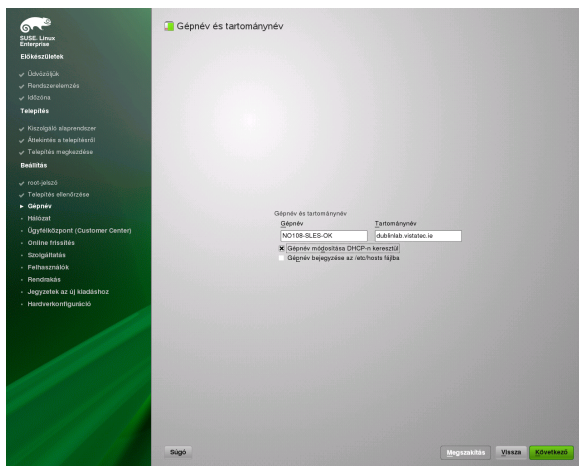 SUSE. Linux
Enterprise
Előkészületek
Üdvözöljük
Rendszerelemzés
Időzóna
Telepítés
Kiszolgáló alaprendszer
Áttekintés a telepítésről
Telepítés megkezdése
Beállítás
root-jelszó
Telepítés ellenőrzése
Gépnév
Hálózat
Ügyfélközpont (Customer Center)
Online frissítés
Szolgáltatás
Felhasználók
Rendrakás
Jegyzetek az új kiadáshoz
Hardverkonfiguráció
Gépnév és tartománynév
Gépnév és tartománynév
Gépnév Tartománynév
NO108-SLES-OK dublinlab.vistatec.ie
Gépnév módosítása DHCP-n keresztül
Gépnév bejegyzése az /etc/hosts fájlba
Súgó Megszakítás Vissza Következő